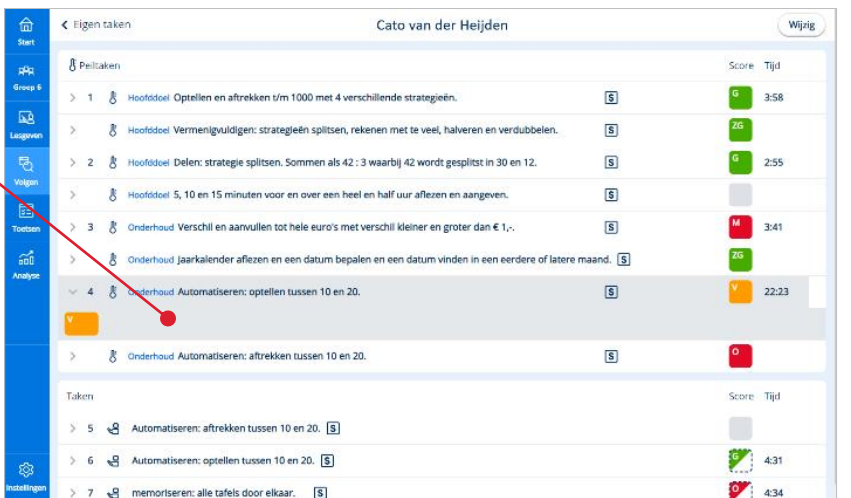 Start
Groep 6
Lesgeven
Volgen
Toetsen
Analyse
Instellingen
Eigen taken
Cato van der Heijden
Wijzig
Peiltaken Score Tijd
1 Hoofddoel Optellen en aftrekken t/m 1000 met 4 verschillende strategieën. S G 3:58
Hoofddoel Vermenigvuldigen: strategieën splitsen, rekenen met te veel, halveren en verdubbelen. S ZG
2 Hoofddoel Delen: strategie splitsen. Sommen als 42 : 3 waarbij 42 wordt gesplitst in 30 en 12. S G 2:55
Hoofddoel 5, 10 en 15 minuten voor en over een heel en half uur aflezen en aangeven. S
3 Onderhoud Verschil en aanvullen tot hele euro's met verschil kleiner en groter dan € 1,-. S M 3:41
Onderhoud Jaarkalender aflezen en een datum bepalen en een datum vinden in een eerdere of latere maand. S ZG
4 Onderhoud Automatiseren: optellen tussen 10 en 20. S V 22:23
V
Onderhoud Automatiseren: aftrekken tussen 10 en 20. S O
Taken Score Tijd
5 Automatiseren: aftrekken tussen 10 en 20. S
6 Automatiseren: optellen tussen 10 en 20. S G 4:31
7 memoriseren: alle tafels door elkaar. S O 4:34